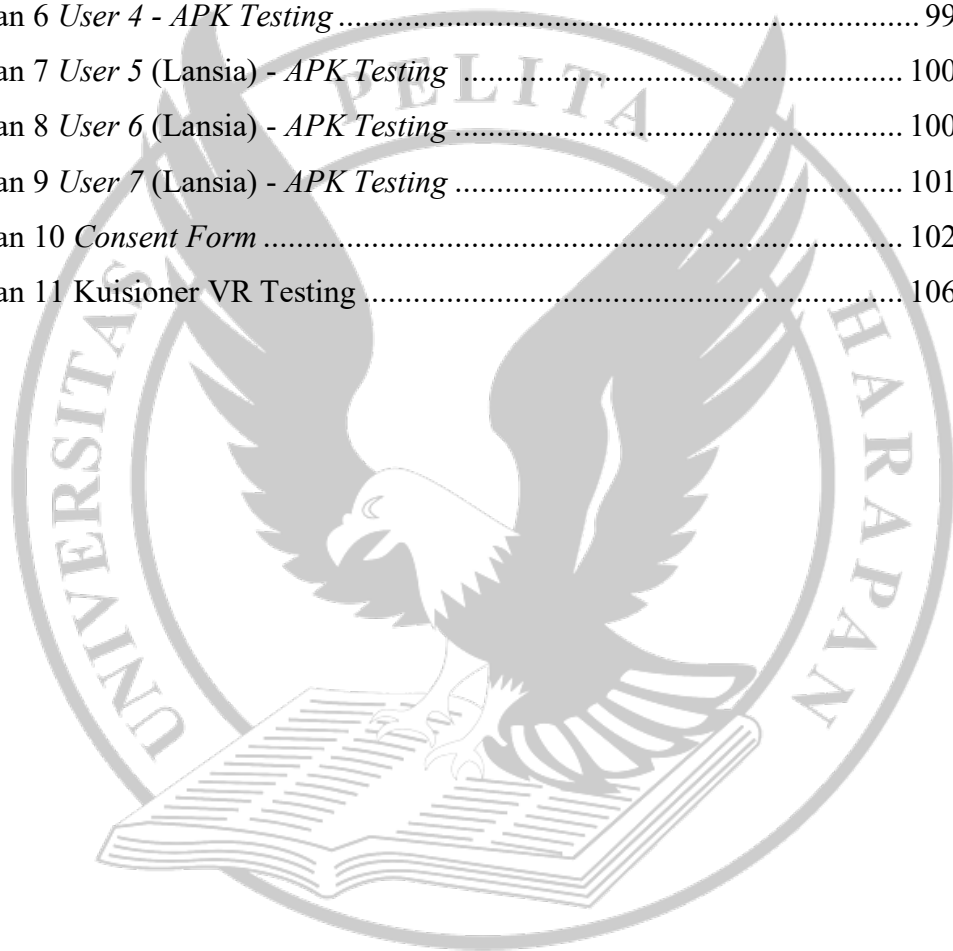 an 6 User 4 - APK Testing ........................................................................ 99
an 7 User 5 (Lansia) - APK Testing ...................................................... 100
an 8 User 6 (Lansia) - APK Testing ....................................................... 100
an 9 User 7 (Lansia) - APK Testing ....................................................... 101
an 10 Consent Form ................................................................................ 102
an 11 Kuisioner VR Testing ................................................................... 106
UNIVERSITAS PELITA HARAPAN